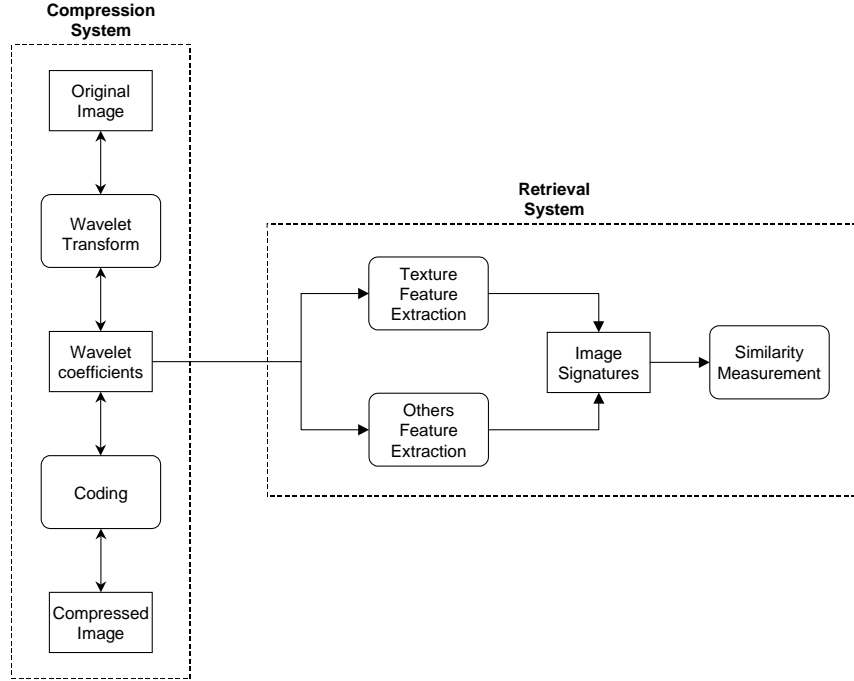 Compression
System
Original
Image
Wavelet
Transform
Wavelet
coefficients
Coding
Compressed
Image
Retrieval
System
Texture
Feature
Extraction
Others
Feature
Extraction
Image
Signatures
Similarity
Measurement